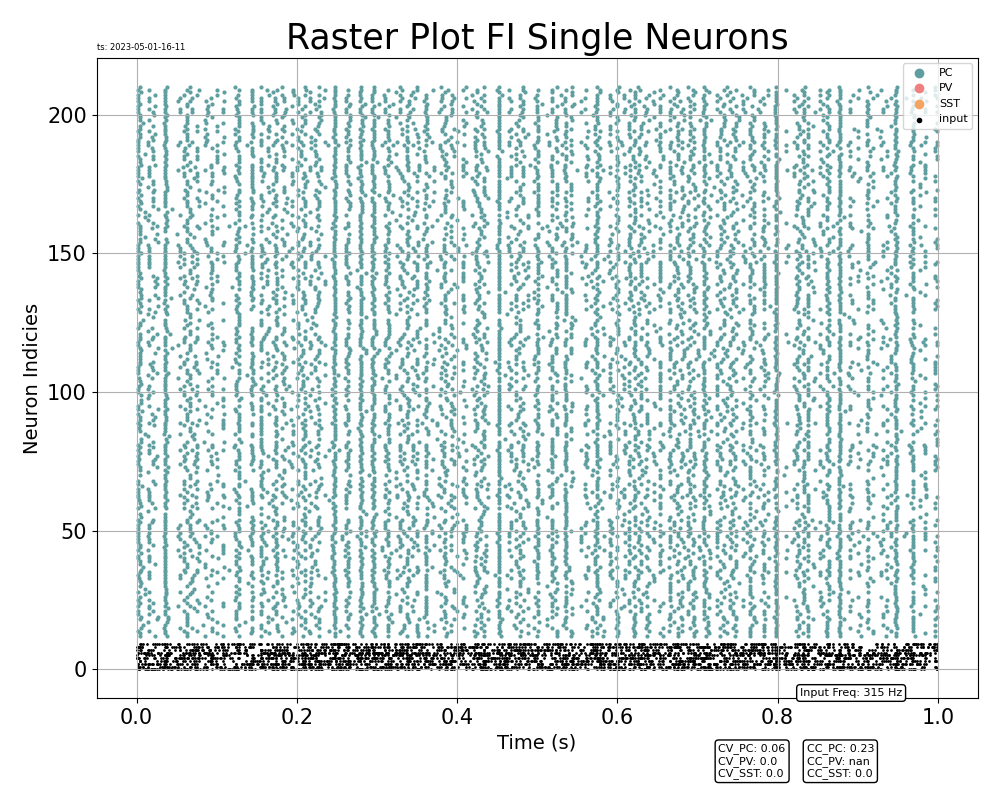 Raster Plot FI Single Neurons
ts: 2023-05-01-16-11
PC
PV
SST
input
200
150
100
50
0
Neuron Indicies
Input Freq: 315 Hz
0.0 0.2 0.4 0.6 0.8 1.0
Time (s)
CV_PC: 0.06
CV_PV: 0.0
CV_SST: 0.0
CC_PC: 0.23
CC_PV: nan
CC_SST: 0.0